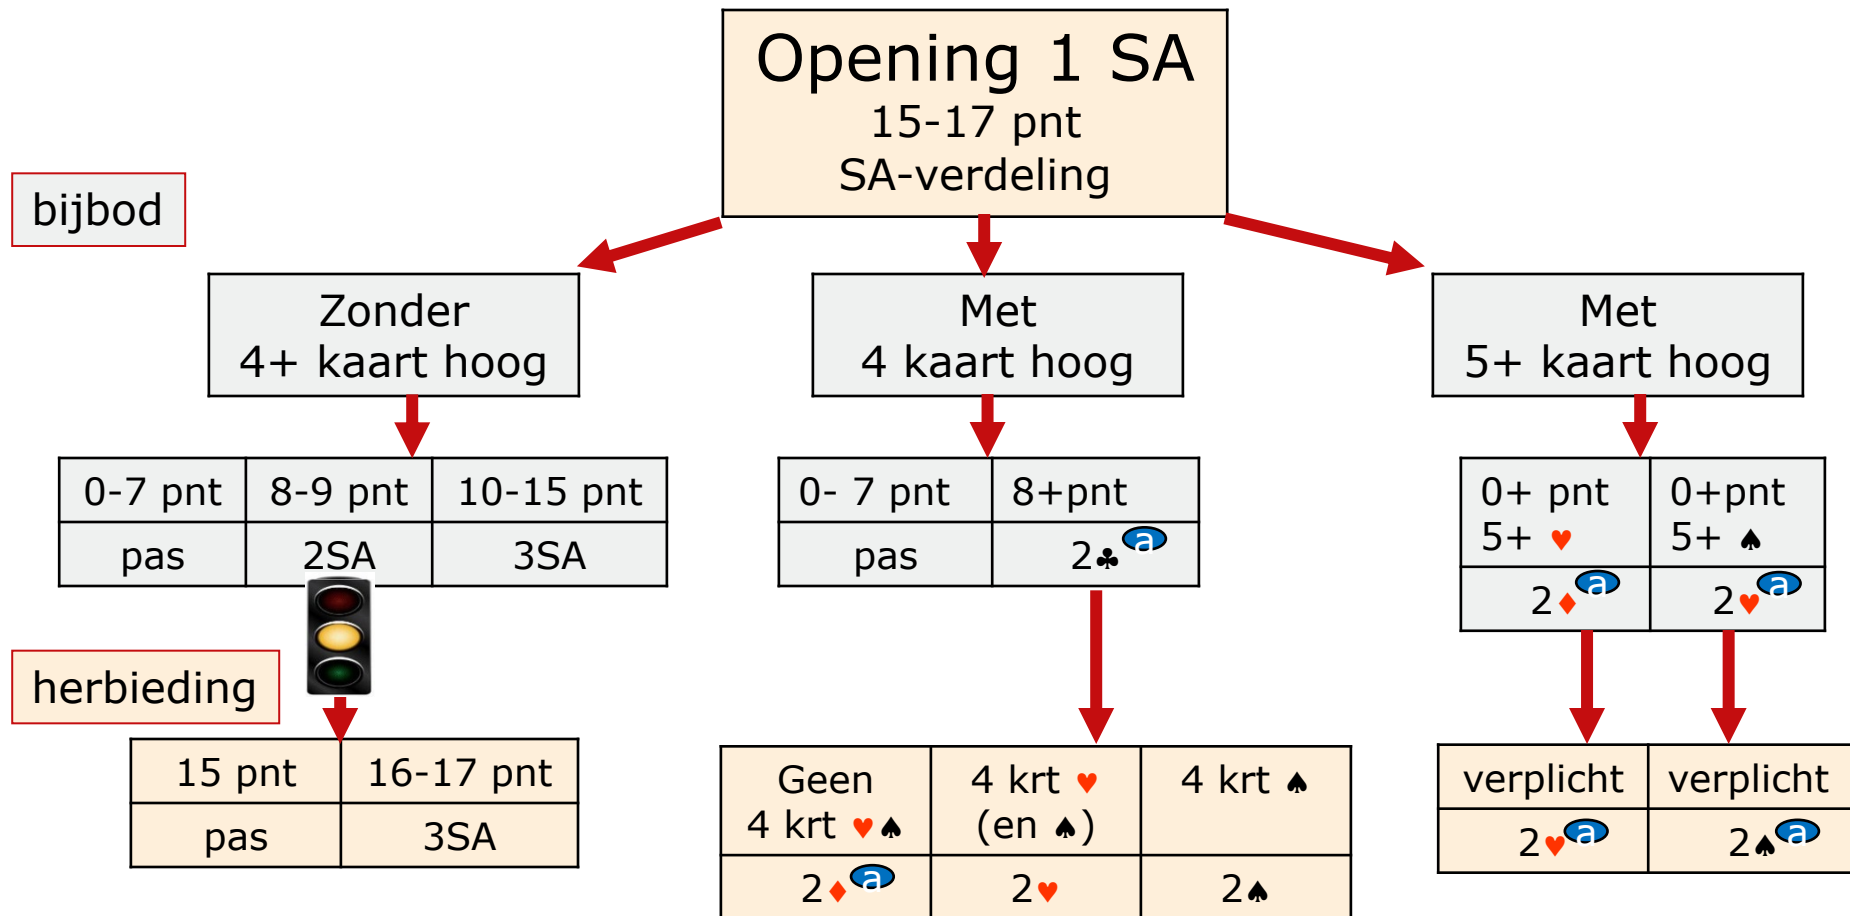 Opening 1 SA
15-17 pnt
SA-verdeling
bijbod
Zonder
4+ kaart hoog
Met
4 kaart hoog
Met
5+ kaart hoog
0-7 pnt 8-9 pnt 10-15 pnt
pas 2SA 3SA
0- 7 pnt 8+pnt
pas 2♣ a
0+ pnt 0+pnt
5+ ♥ 5+ ♠
2♦ a 2♥ a
herbieding
15 pnt 16-17 pnt
pas 3SA
Geen 4 krt ♥ 4 krt ♠
4 krt ♥♠ (en ♠)
2♦ a 2♥ 2♠
verplicht verplicht
2♥ a 2♠ a